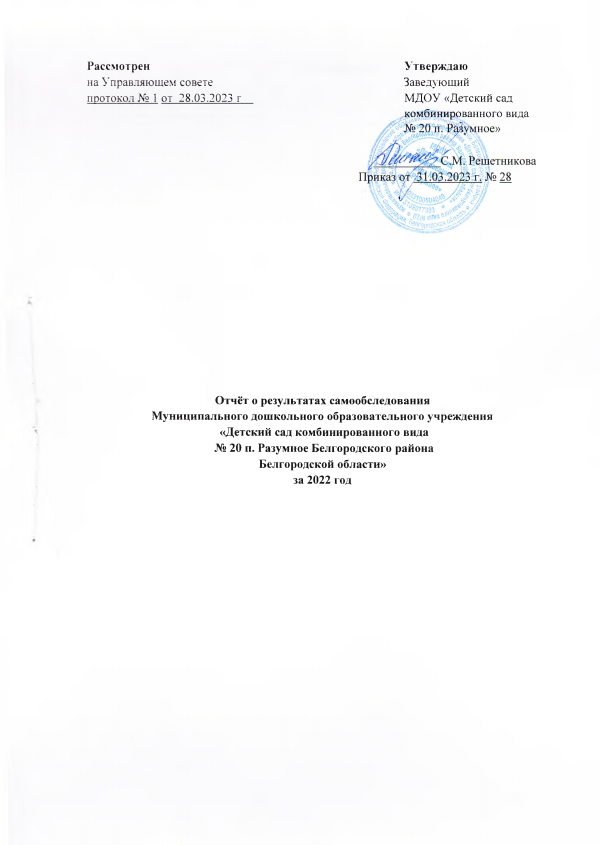 Рассмотрен
на Управляющем совете
протокол № 1 от 28.03.2023 г
Утверждаю
Заведующий
МДОУ «Детский сад
комбинированного вида
№ 20 п. Разумное»
С.М. Решетникова
Приказ от 31.03.2023 г. № 28
Отчёт о результатах самообследования
Муниципального дошкольного образовательного учреждения
«Детский сад комбинированного вида
№ 20 п. Разумное Белгородского района
Белгородской области»
за 2022 год